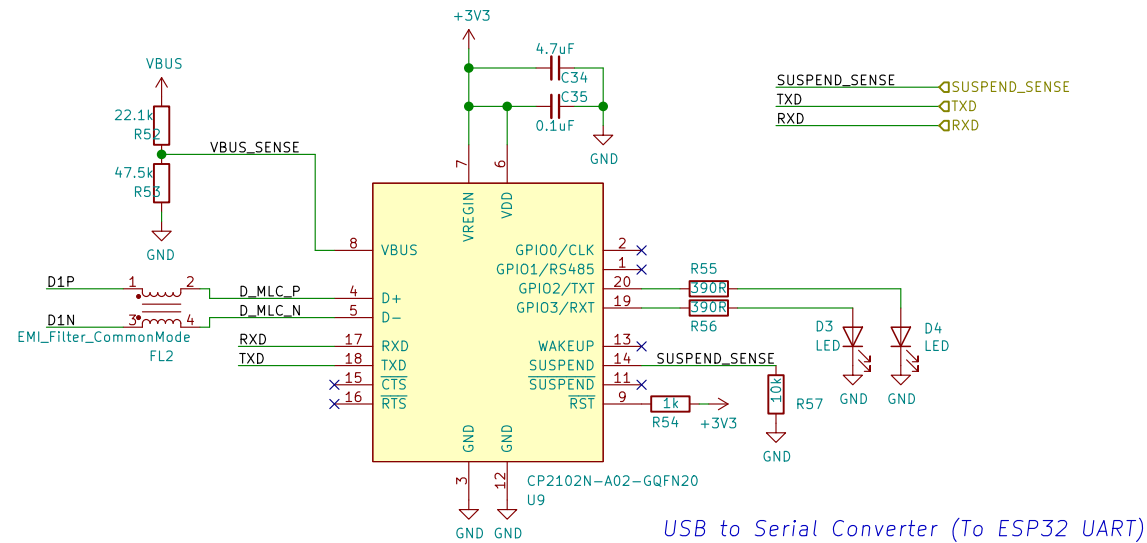 +3V3
4.7uF
C34
C35
0.1uF
GND
VBUS
22.1k
R52
VBUS_SENSE
47.5k
R53
GND
SUSPEND_SENSE SUSPEND_SENSE
TXD TXD
RXD RXD
7 6
VREGIN VDD
8 VBUS
D1P 1 2 D_MLC_P 4 D+
D1N 3 4 D_MLC_N 5 D-
EMI_Filter_CommonMode
FL2
RXD 17 RXD
TXD 18 TXD
15 CTS
16 RTS
GPIO0/CLK 2
GPIO1/RS485 1
GPIO2/TXT 20
GPIO3/RXT 19
WAKEUP 13
SUSPEND 14 SUSPEND_SENSE
SUSPEND 11
RST 9
R55
390R
390R
R56
D3
LED
D4
LED
GND GND
1k
R54
+3V3
10k
R57
GND
GND GND
3 12
CP2102N-A02-GQFN20
U9
GND GND
USB to Serial Converter (To ESP32 UART)